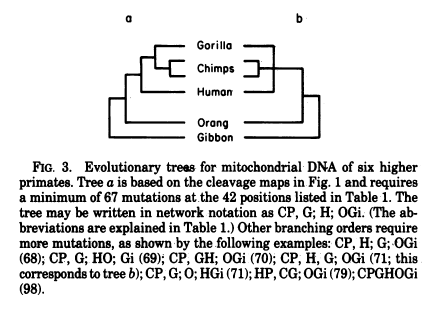 a b
Gorilla
Chimps
Human
Orang
Gibbon
FIG. 3. Evolutionary trees for mitochondrial DNA of six higher
primates. Tree a is based on the cleavage maps in Fig. 1 and requires
a minimum of 67 mutations at the 42 positions listed in Table 1. The
tree may be written in network notation as CP, G; H; OGi. (The ab-
breviations are explained in Table 1.) Other branching orders require
more mutations, as shown by the following examples: CP, H; G; OGi
(68); CP, G; HO; Gi (69); CP, GH; OGi (70); CP, H, G; OGi (71; this
corresponds to tree b); CP, G; O; HGi (71); HP, CG; OGi (79); CPGHOGi
(98).